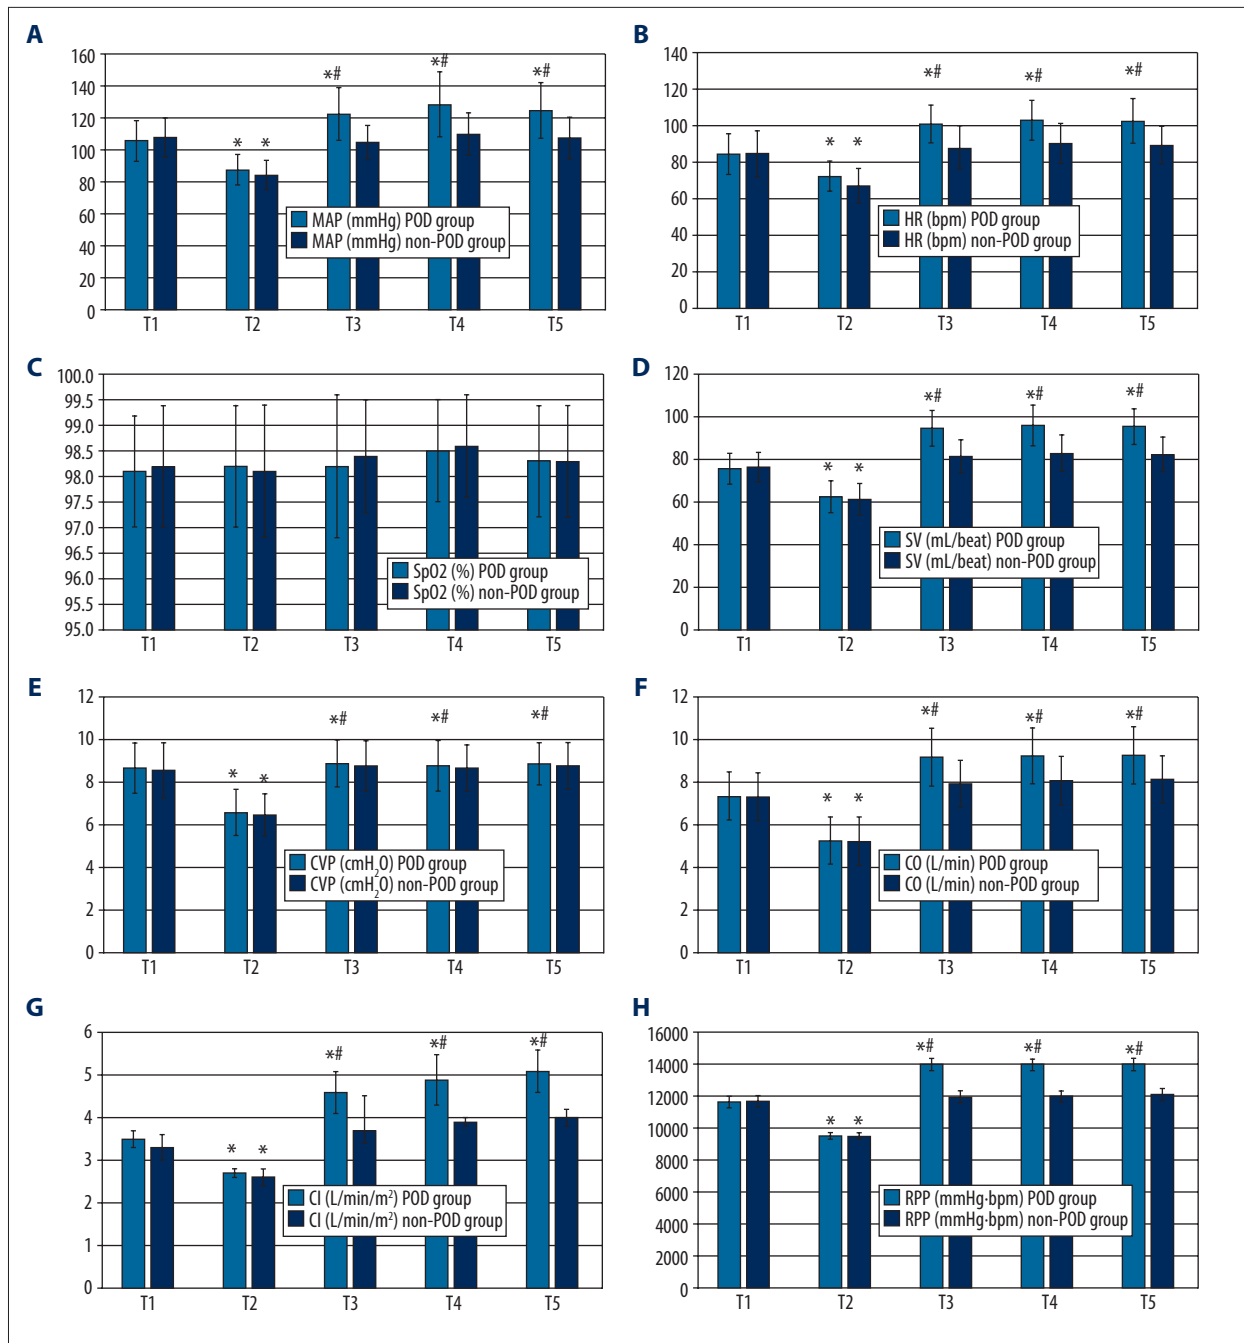 A
160
140
120
100
80
60
40
20
0
*# *# *#
* *
MAP (mmHg) POD group
MAP (mmHg) non-POD group
T1 T2 T3 T4 T5
B
140
120
100
80
60
40
20
0
*# *# *#
* *
HR (bpm) POD group
HR (bpm) non-POD group
T1 T2 T3 T4 T5
C
100.0
99.5
99.0
98.5
98.0
97.5
97.0
96.5
96.0
95.5
95.0
SpO2 (%) POD group
SpO2 (%) non-POD group
T1 T2 T3 T4 T5
D
120
100
80
60
40
20
0
*# *# *#
* *
SV (mL/beat) POD group
SV (mL/beat) non-POD group
T1 T2 T3 T4 T5
E
12
10
8
6
4
2
0
*# *# *#
* *
CVP (cmH₂O) POD group
CVP (cmH₂O) non-POD group
T1 T2 T3 T4 T5
F
12
10
8
6
4
2
0
*# *# *#
* *
CO (L/min) POD group
CO (L/min) non-POD group
T1 T2 T3 T4 T5
G
6
5
4
3
2
1
0
*# *# *#
* *
CI (L/min/m²) POD group
CI (L/min/m²) non-POD group
T1 T2 T3 T4 T5
H
16000
14000
12000
10000
8000
6000
4000
2000
0
*# *# *#
* *
RPP (mmHg·bpm) POD group
RPP (mmHg·bpm) non-POD group
T1 T2 T3 T4 T5